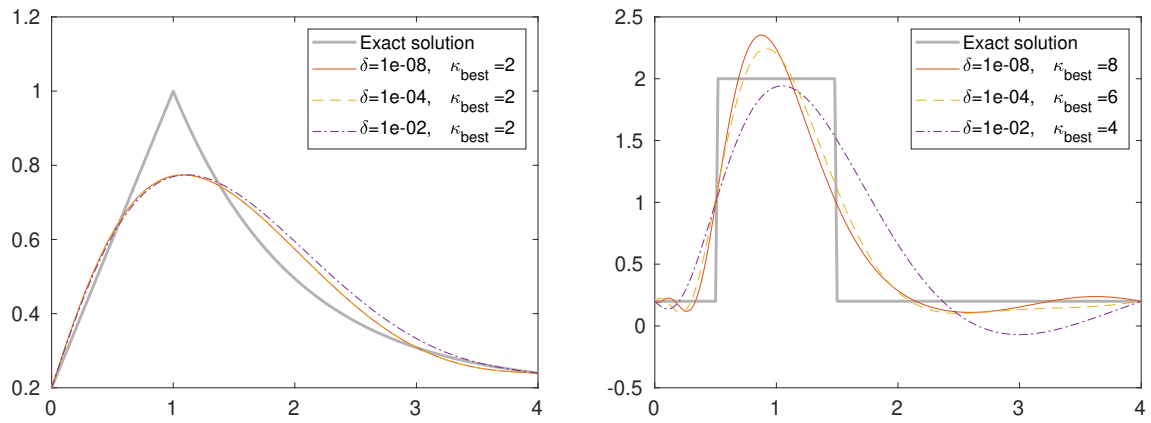 1.2
1
0.8
0.6
0.4
0.2
0
1
2
3
4
Exact solution
δ=1e-08, κbest =2
δ=1e-04, κbest =2
δ=1e-02, κbest =2
2.5
2
1.5
1
0.5
0
-0.5
0
1
2
3
4
Exact solution
δ=1e-08, κbest =8
δ=1e-04, κbest =6
δ=1e-02, κbest =4